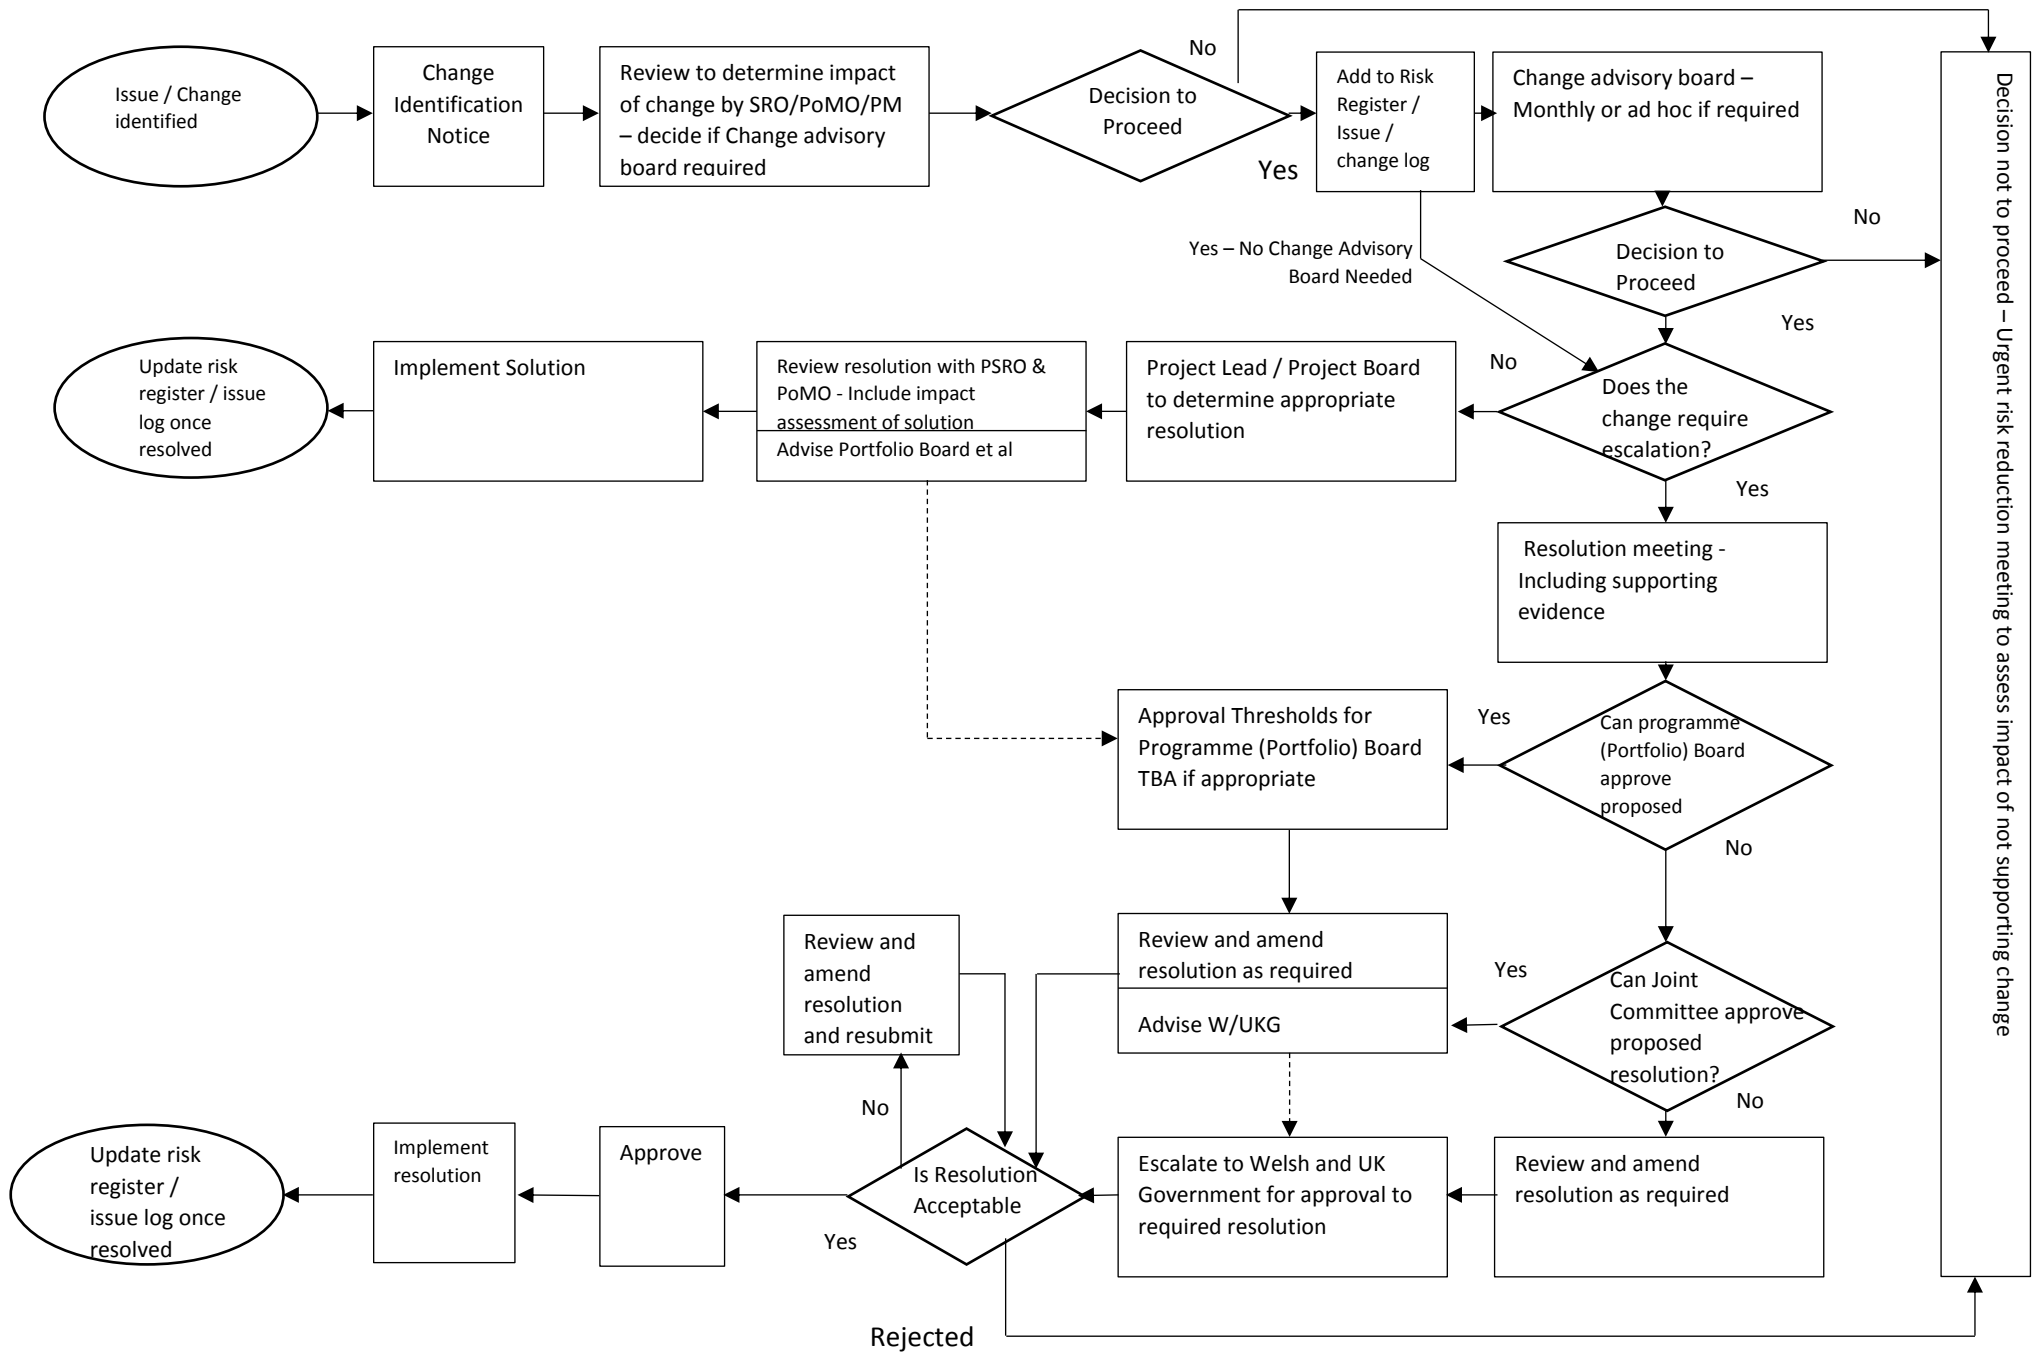 Issue / Change
identified
Change
Identification
Notice
Review to determine impact
of change by SRO/PoMO/PM
– decide if Change advisory
board required
Decision to
Proceed
No
Yes
Add to Risk
Register /
Issue /
change log
Change advisory board –
Monthly or ad hoc if required
Decision not to proceed – Urgent risk reduction meeting to assess impact of not supporting change
Yes – No Change Advisory
Board Needed
Decision to
Proceed
No
Yes
Update risk
register / issue
log once
resolved
Implement Solution
Review resolution with PSRO &
PoMO - Include impact
assessment of solution
Advise Portfolio Board et al
Project Lead / Project Board
to determine appropriate
resolution
No
Does the
change require
escalation?
Yes
Resolution meeting -
Including supporting
evidence
Approval Thresholds for
Programme (Portfolio) Board
TBA if appropriate
Yes
Can programme
(Portfolio) Board
approve
proposed
No
Review and
amend
resolution
and resubmit
Review and amend
resolution as required
Advise W/UKG
Yes
Can Joint
Committee approve
proposed
resolution?
No
No
Update risk
register /
issue log once
resolved
Implement
resolution
Approve
Yes
Is Resolution
Acceptable
Escalate to Welsh and UK
Government for approval to
required resolution
Review and amend
resolution as required
Rejected